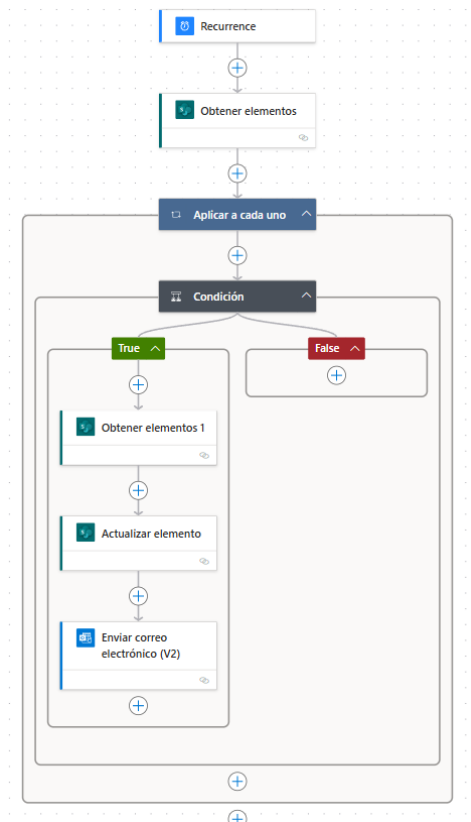 Recurrence
Obtener elementos
Aplicar a cada uno
Condición
True
False
Obtener elementos 1
Actualizar elemento
Enviar correo
electrónico (V2)